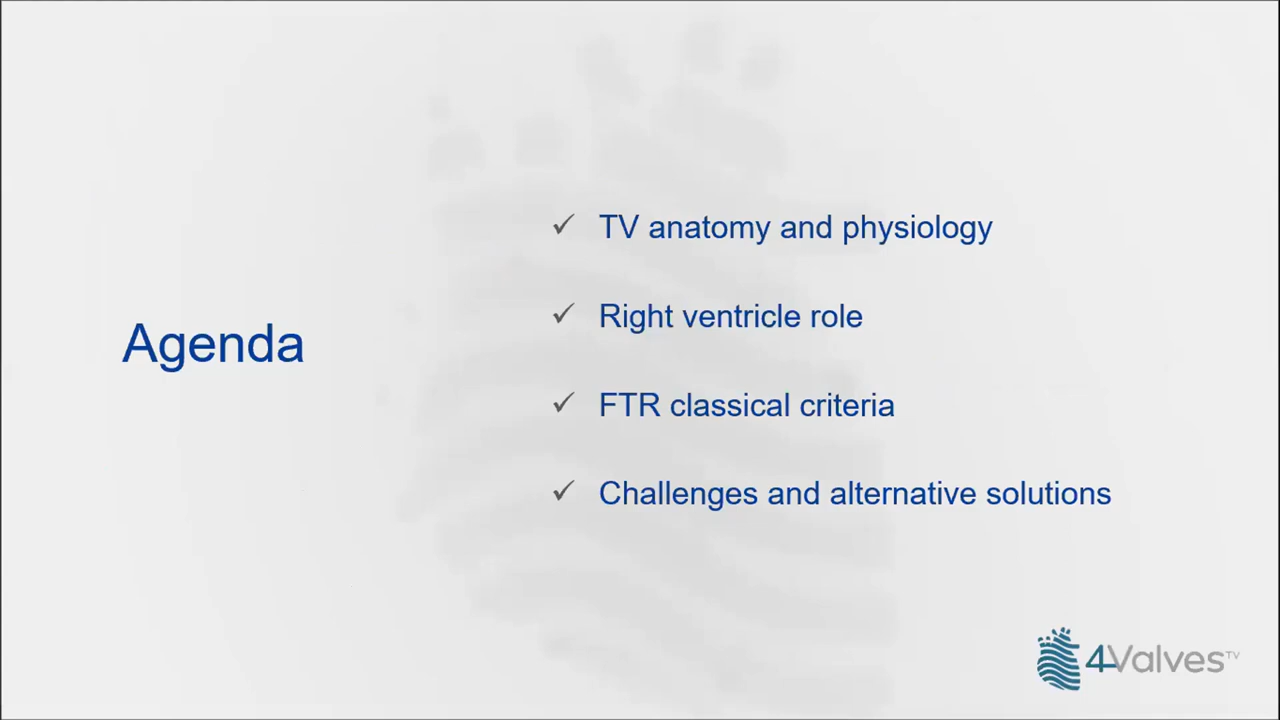 Agenda
✓ TV anatomy and physiology
✓ Right ventricle role
✓ FTR classical criteria
✓ Challenges and alternative solutions
4Valves TV